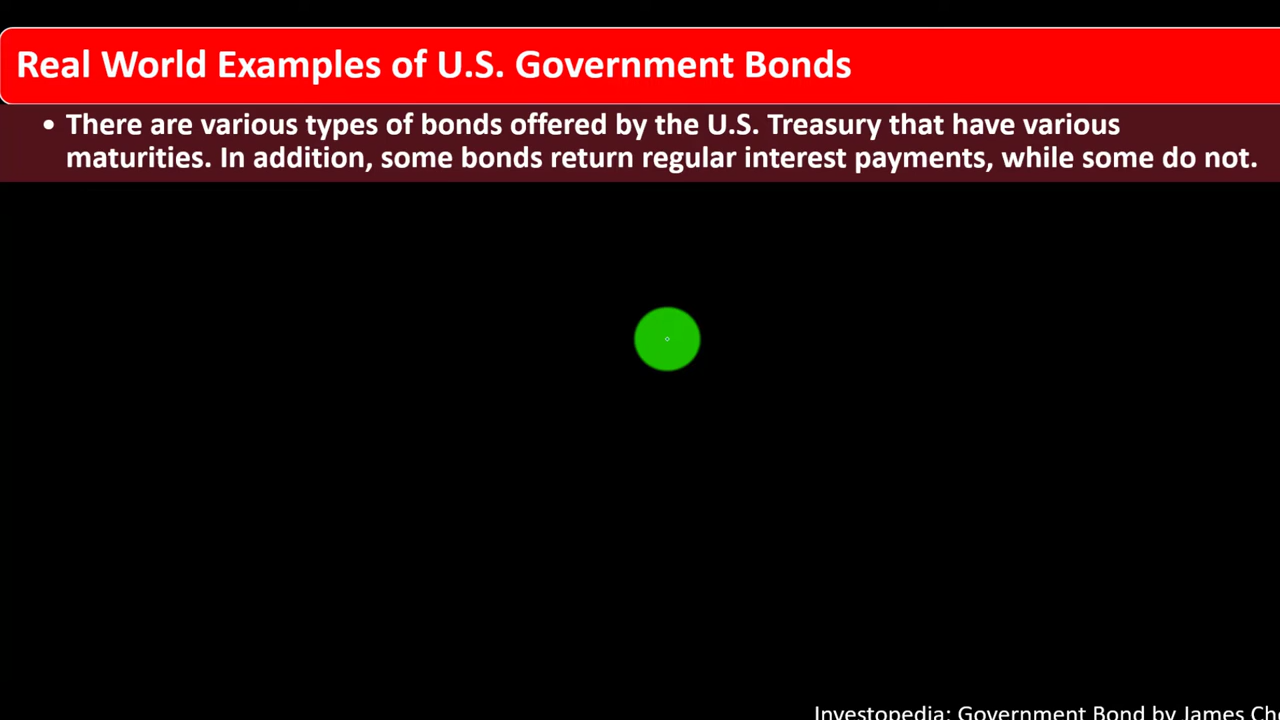 Real World Examples of U.S. Government Bonds
• There are various types of bonds offered by the U.S. Treasury that have various
maturities. In addition, some bonds return regular interest payments, while some do not.
Investopedia: Government Bond by James